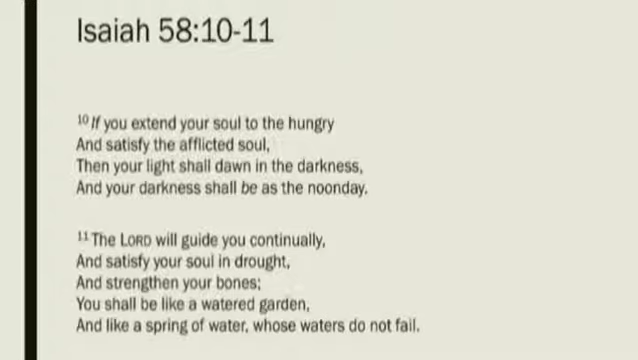 Isaiah 58:10-11
10 If you extend your soul to the hungry
And satisfy the afflicted soul,
Then your light shall dawn in the darkness,
And your darkness shall be as the noonday.
11 The LORD will guide you continually,
And satisfy your soul in drought,
And strengthen your bones;
You shall be like a watered garden,
And like a spring of water, whose waters do not fail.